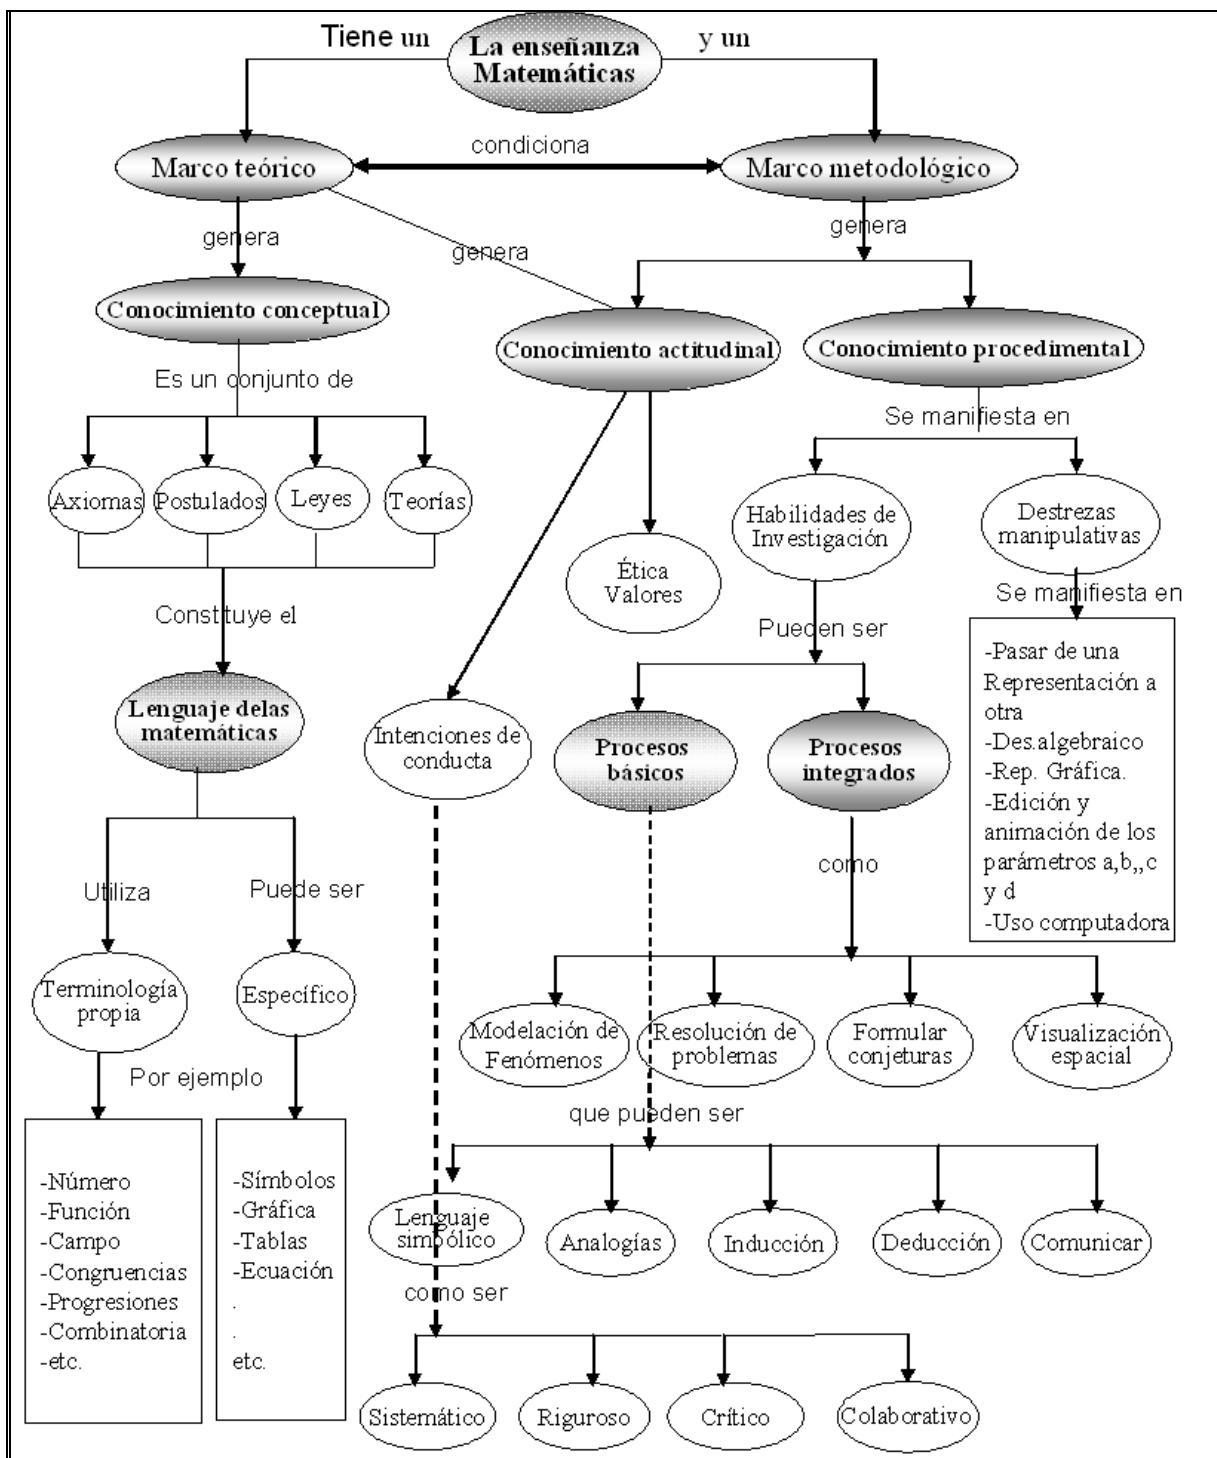 Tiene un
La enseñanza
Matemáticas
y un
condiciona
Marco teórico
Marco metodológico
genera
genera
genera
Conocimiento conceptual
Conocimiento actitudinal
Conocimiento procedimental
Es un conjunto de
Se manifiesta en
Axiomas
Postulados
Leyes
Teorías
Habilidades de
Investigación
Destrezas
manipulativas
Ética
Valores
Constituye el
Pueden ser
Se manifiesta en
-Pasar de una
Representación a
otra
-Des.algebraico
-Rep. Gráfica.
-Edición y
animación de los
parámetros a,b,,c
y d
-Uso computadora
Lenguaje delas
matemáticas
Intenciones de
conducta
Procesos
básicos
Procesos
integrados
Utiliza
Puede ser
como
Terminología
propia
Específico
Modelación de
Fenómenos
Resolución de
problemas
Formular
conjeturas
Visualización
espacial
Por ejemplo
que pueden ser
-Número
-Función
-Campo
-Congruencias
-Progresiones
-Combinatoria
-etc.
-Símbolos
-Gráfica
-Tablas
-Ecuación
.
.
etc.
Lenguaje
simbólico
Analogías
Inducción
Deducción
Comunicar
como ser
Sistemático
Riguroso
Crítico
Colaborativo